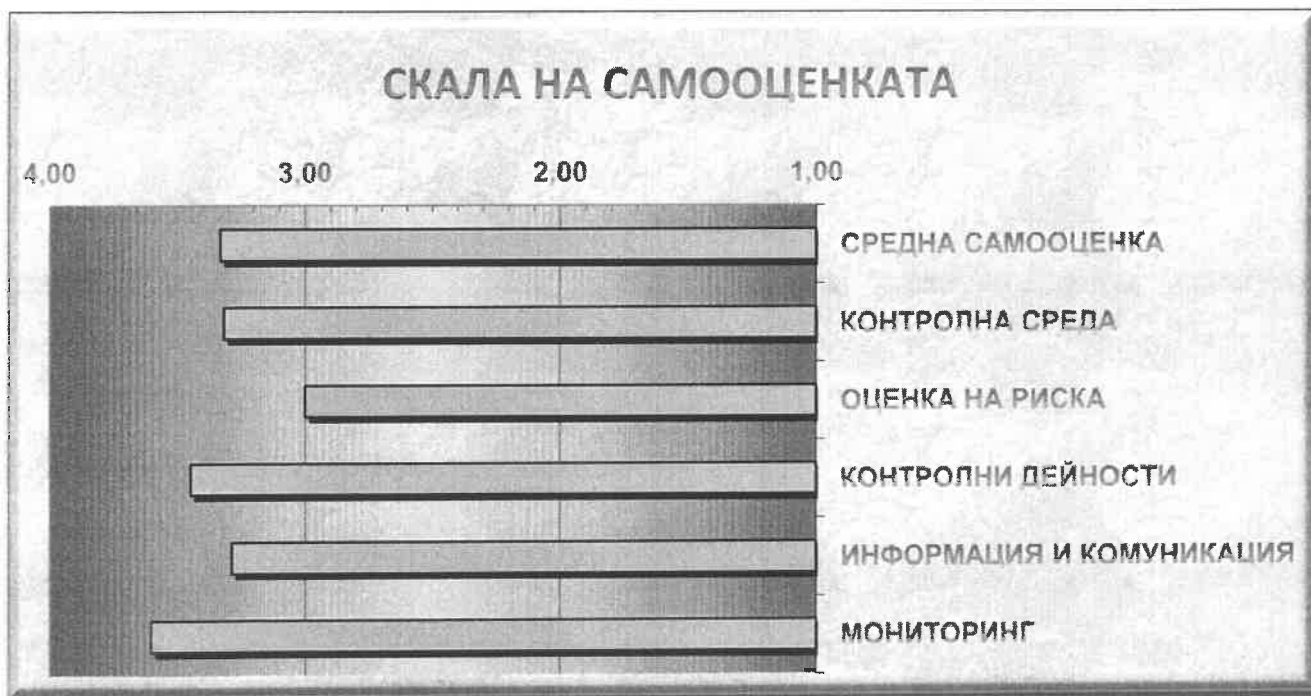 СКАЛА НА САМООЦЕНКАТА
4,00 3,00 2,00 1,00
СРЕДНА САМООЦЕНКА
КОНТРОЛНА СРЕДА
ОЦЕНКА НА РИСКА
КОНТРОЛНИ ДЕЙНОСТИ
ИНФОРМАЦИЯ И КОМУНИКАЦИЯ
МОНИТОРИНГ